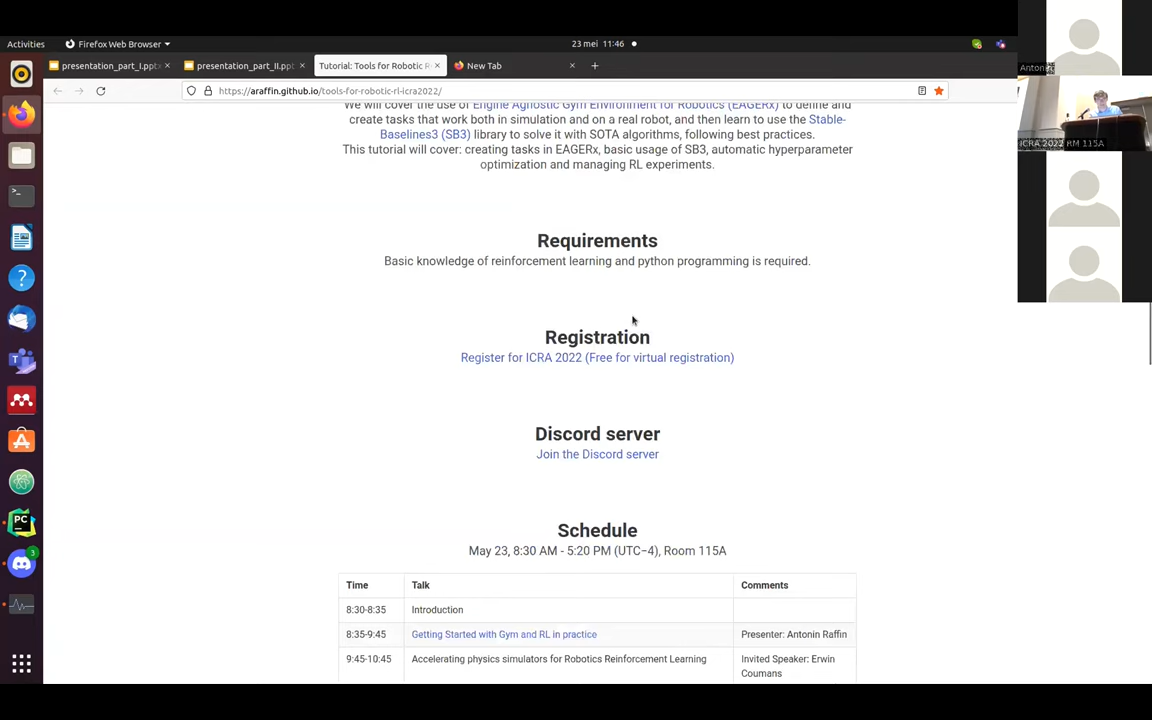 Activities
Firefox Web Browser
23 mei 11:46
presentation_part_I.pptx
presentation_part_II.ppt
Tutorial: Tools for Robotic R
New Tab
https://araffin.github.io/tools-for-robotic-rl-icra2022/
We will cover the use of Engine Agnostic Gym Environment for Robotics (EAGERx) to define and
create tasks that work both in simulation and on a real robot, and then learn to use the Stable-
Baselines3 (SB3) library to solve it with SOTA algorithms, following best practices.
This tutorial will cover: creating tasks in EAGERx, basic usage of SB3, automatic hyperparameter
optimization and managing RL experiments.
Requirements
Basic knowledge of reinforcement learning and python programming is required.
Registration
Register for ICRA 2022 (Free for virtual registration)
Discord server
Join the Discord server
Schedule
May 23, 8:30 AM - 5:20 PM (UTC−4), Room 115A
Time Talk Comments
8:30-8:35 Introduction
8:35-9:45 Getting Started with Gym and RL in practice Presenter: Antonin Raffin
9:45-10:45 Accelerating physics simulators for Robotics Reinforcement Learning Invited Speaker: Erwin
Coumans
ICRA 2022 RM 115A
PC
3